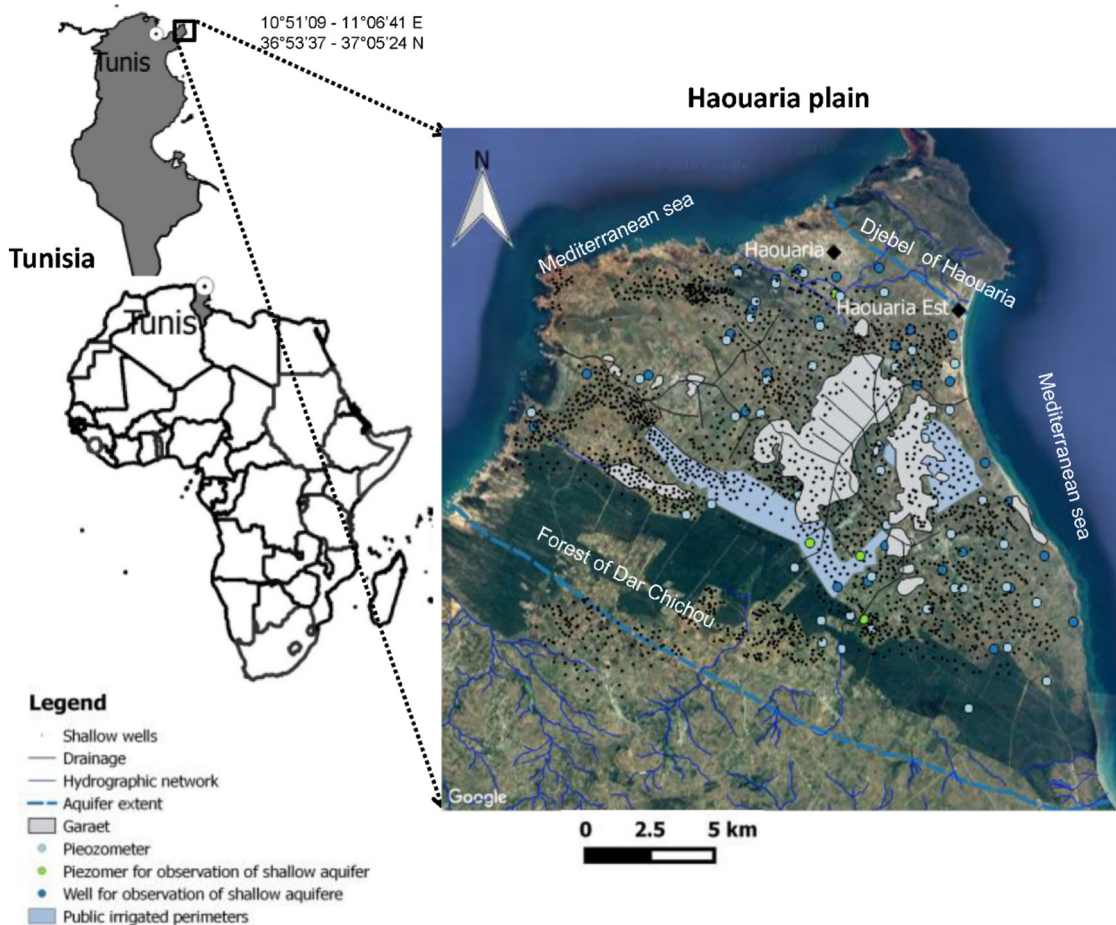 10°51'09 - 11°06'41 E
36°53'37 - 37°05'24 N
Tunis
Haouaria plain
N
Mediterranean sea
Haouaria
Djebel of Haouaria
Haouaria Est
Tunisia
Tunis
Mediterranean sea
Forest of Dar Chichou
Google
0 2.5 5 km
Legend
Shallow wells
Drainage
Hydrographic network
Aquifer extent
Garaet
Pieozometer
Piezomer for observation of shallow aquifer
Well for observation of shallow aquifere
Public irrigated perimeters